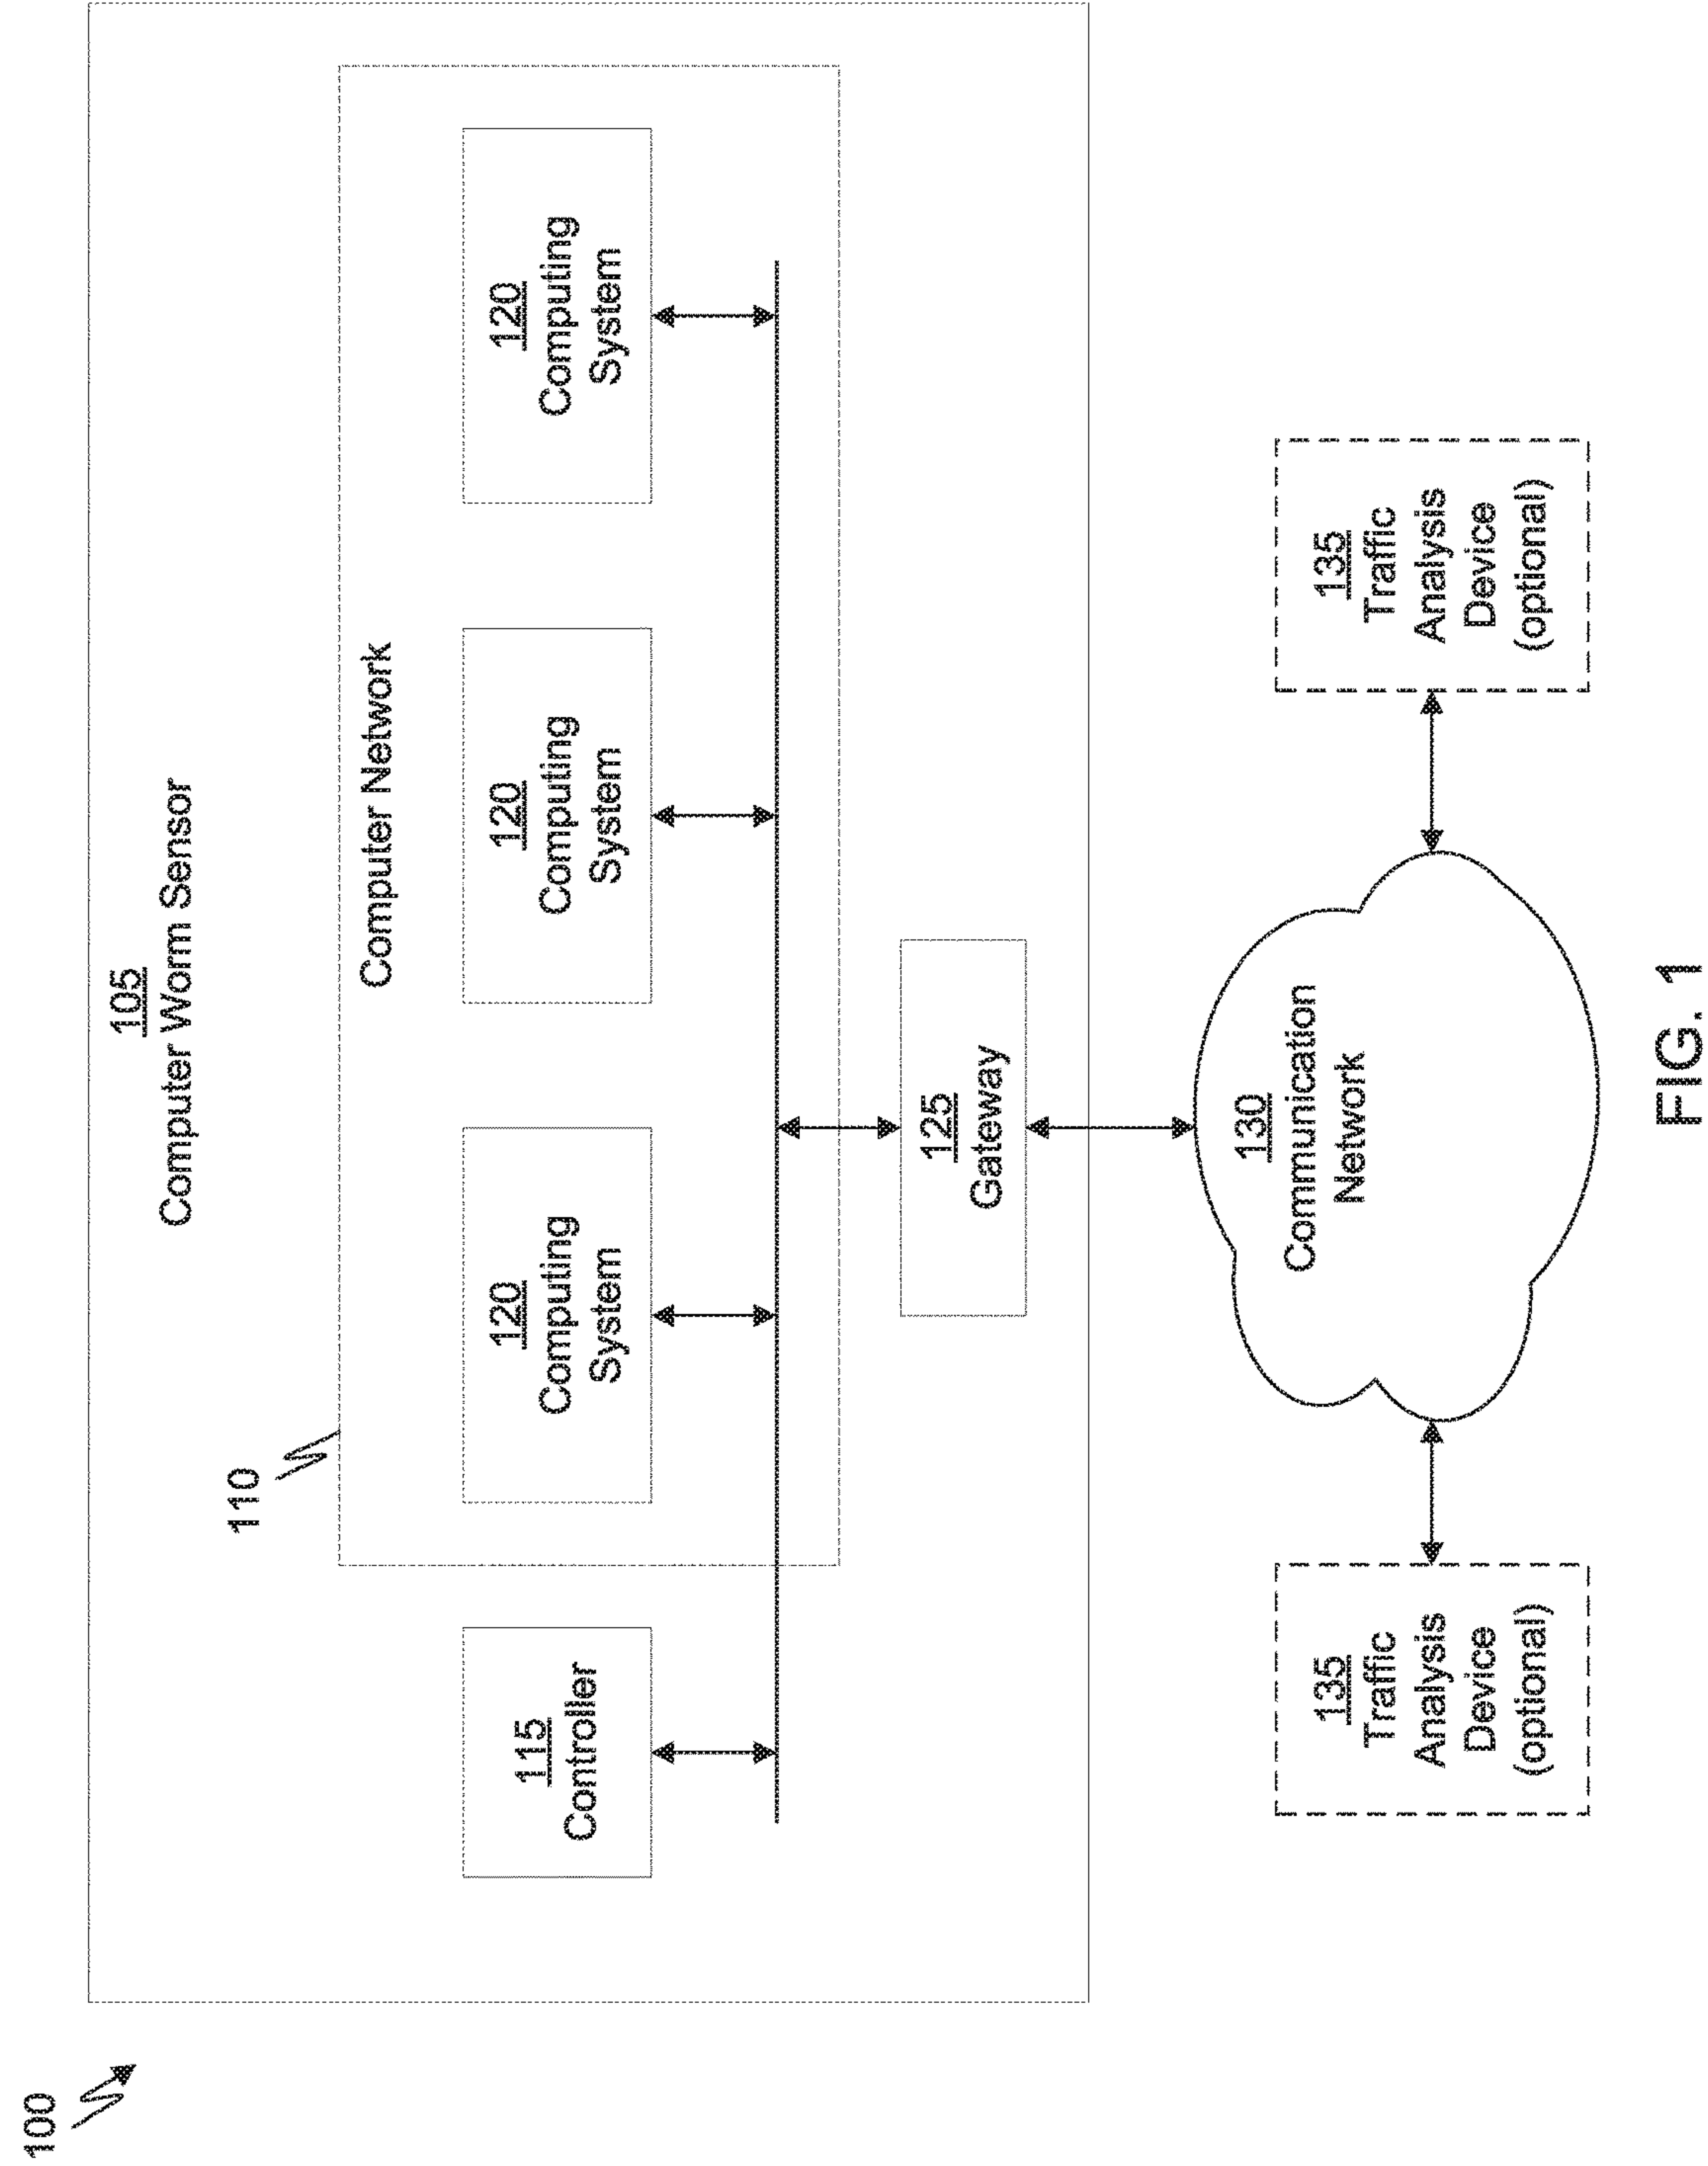 100
105
Computer Worm Sensor
110
Computer Network
115
Controller
120
Computing
System
120
Computing
System
120
Computing
System
125
Gateway
130
Communication
Network
135
Traffic
Analysis
Device
(optional)
135
Traffic
Analysis
Device
(optional)
FIG. 1